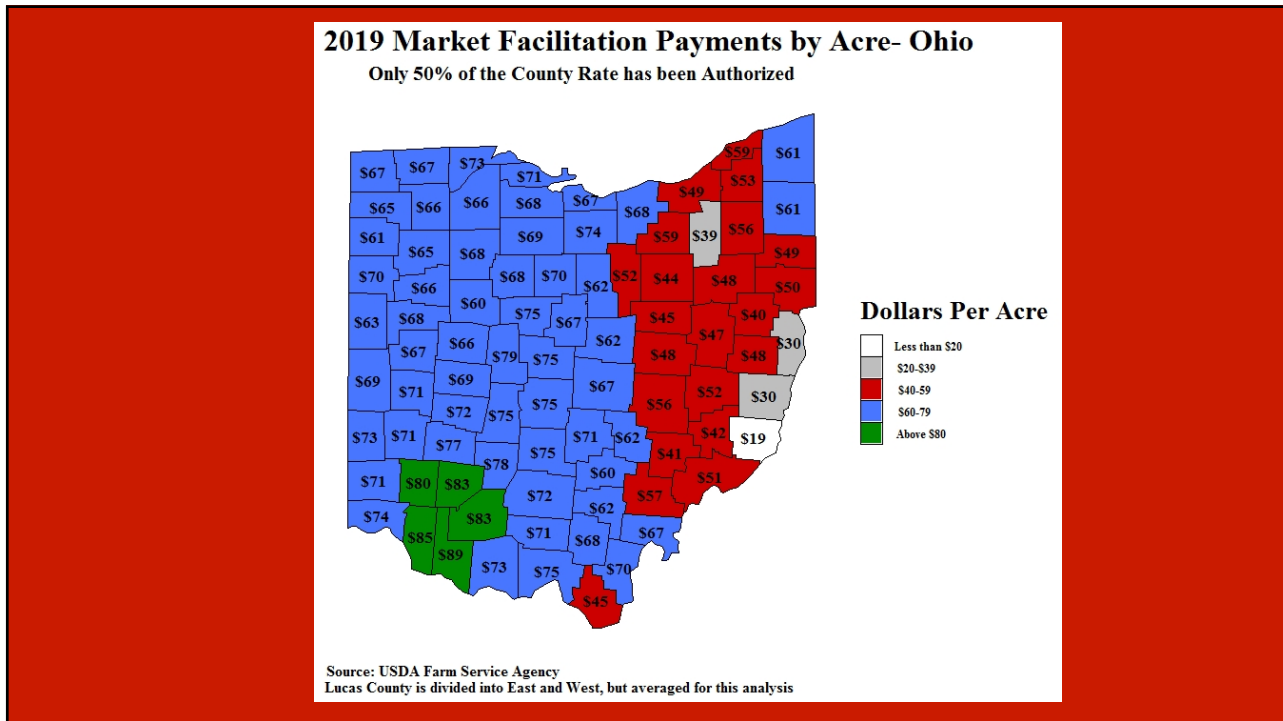 2019 Market Facilitation Payments by Acre- Ohio
Only 50% of the County Rate has been Authorized
$59 $61
$67 $67 $73 $71 $49 $53
$65 $66 $66 $68 $67 $68 $61
$61 $69 $74 $59 $39 $56
$65 $68 $49
$70 $66 $68 $70 $62 $52 $44 $48 $50
$63 $68 $60 $75 $67 $45 $47 $40
$67 $66 $79 $75 $62 $48 $48 $30
$69 $71 $69 $67 $52 $30
$72 $75 $75 $56
$73 $71 $77 $75 $71 $62 $41 $42 $19
$71 $80 $83 $78 $72 $60 $57 $51
$74 $85 $83 $71 $62 $67
$89 $73 $75 $68 $70
$45
Dollars Per Acre
Less than $20
$20-$39
$40-59
$60-79
Above $80
Source: USDA Farm Service Agency
Lucas County is divided into East and West, but averaged for this analysis